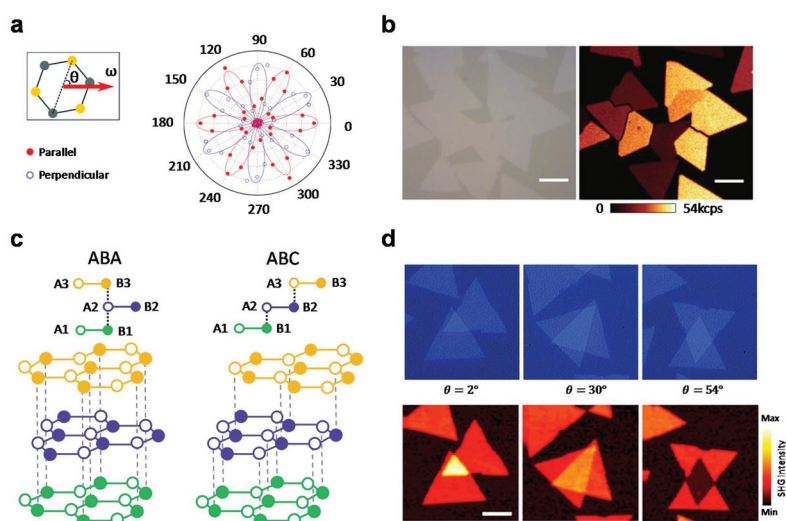 a
θ
ω
Parallel
Perpendicular
90
60
30
0
330
300
270
240
210
180
150
120
b
0
54kcps
c
ABA
A3 B3
A2 B2
A1 B1
ABC
A3 B3
A2 B2
A1 B1
d
θ = 2°
θ = 30°
θ = 54°
Max
SHG Intensity
Min